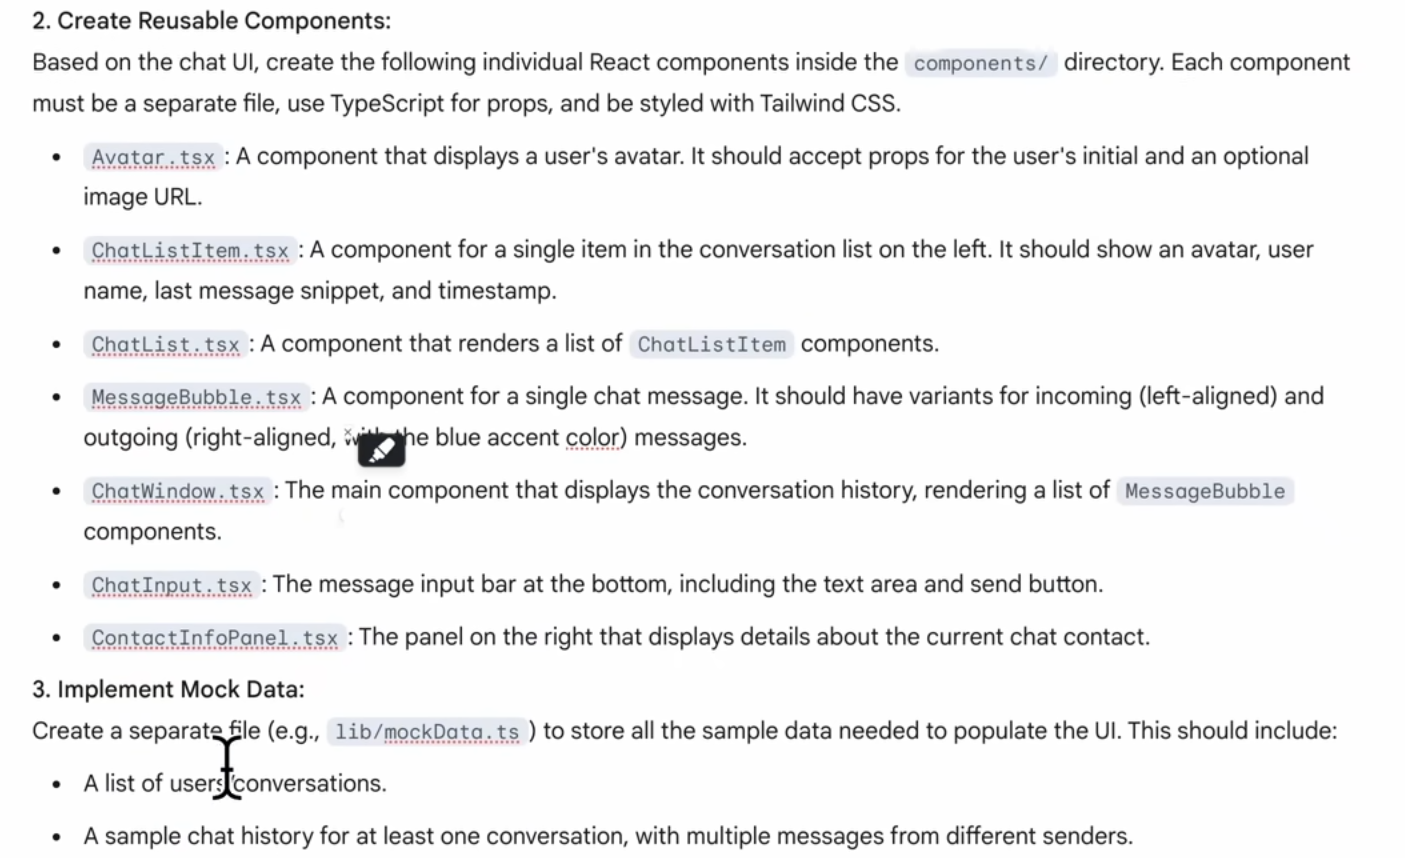 2. Create Reusable Components:
Based on the chat UI, create the following individual React components inside the components/ directory. Each component
must be a separate file, use TypeScript for props, and be styled with Tailwind CSS.
• Avatar.tsx : A component that displays a user's avatar. It should accept props for the user's initial and an optional
image URL.
• ChatListItem.tsx : A component for a single item in the conversation list on the left. It should show an avatar, user
name, last message snippet, and timestamp.
• ChatList.tsx : A component that renders a list of ChatListItem components.
• MessageBubble.tsx : A component for a single chat message. It should have variants for incoming (left-aligned) and
outgoing (right-aligned, with the blue accent color) messages.
• ChatWindow.tsx : The main component that displays the conversation history, rendering a list of MessageBubble
components.
• ChatInput.tsx : The message input bar at the bottom, including the text area and send button.
• ContactInfoPanel.tsx : The panel on the right that displays details about the current chat contact.
3. Implement Mock Data:
Create a separate file (e.g., lib/mockData.ts ) to store all the sample data needed to populate the UI. This should include:
• A list of users/conversations.
• A sample chat history for at least one conversation, with multiple messages from different senders.